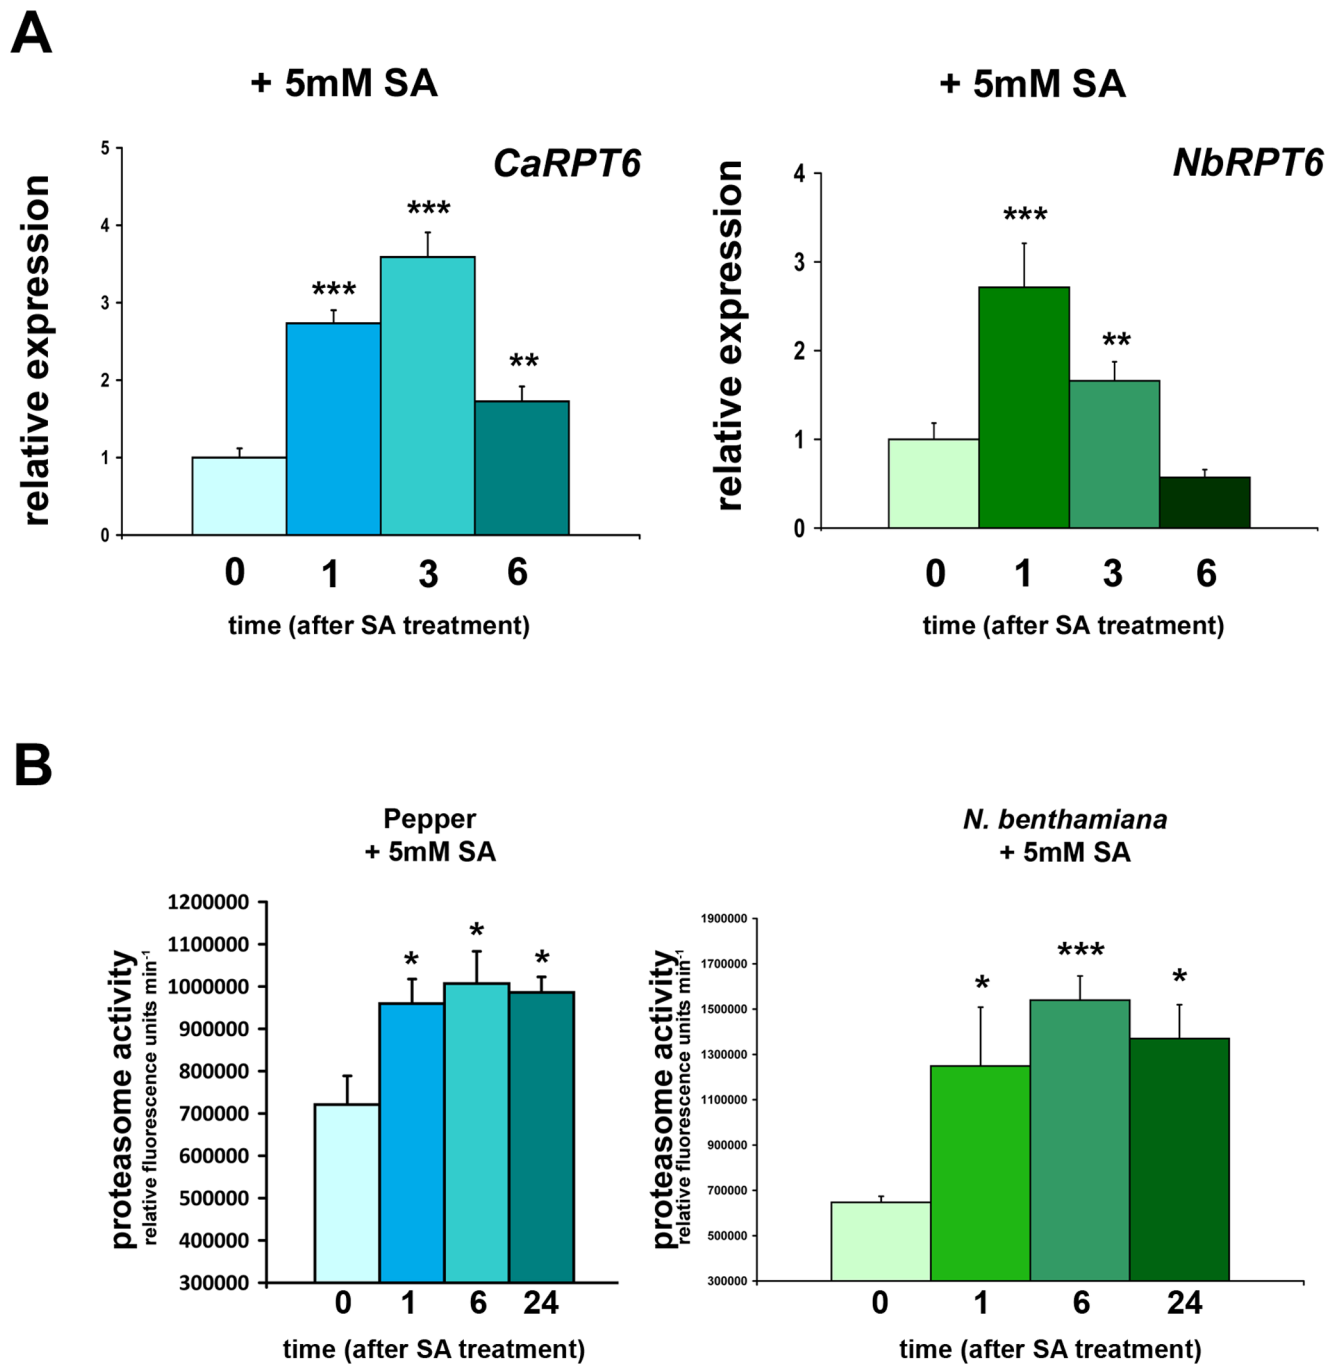 A
+ 5mM SA
+ 5mM SA
CaRPT6
NbRPT6
relative expression
5
4
3
2
1
0
***
***
**
0 1 3 6
time (after SA treatment)
relative expression
4
3
2
1
0
***
**
0 1 3 6
time (after SA treatment)
B
Pepper
+ 5mM SA
N. benthamiana
+ 5mM SA
proteasome activity
relative fluorescence units min⁻¹
1200000
1100000
1000000
900000
800000
700000
600000
500000
400000
300000
*
*
*
0 1 6 24
time (after SA treatment)
proteasome activity
relative fluorescence units min⁻¹
1900000
1700000
1500000
1300000
1100000
900000
700000
500000
300000
*
***
*
0 1 6 24
time (after SA treatment)